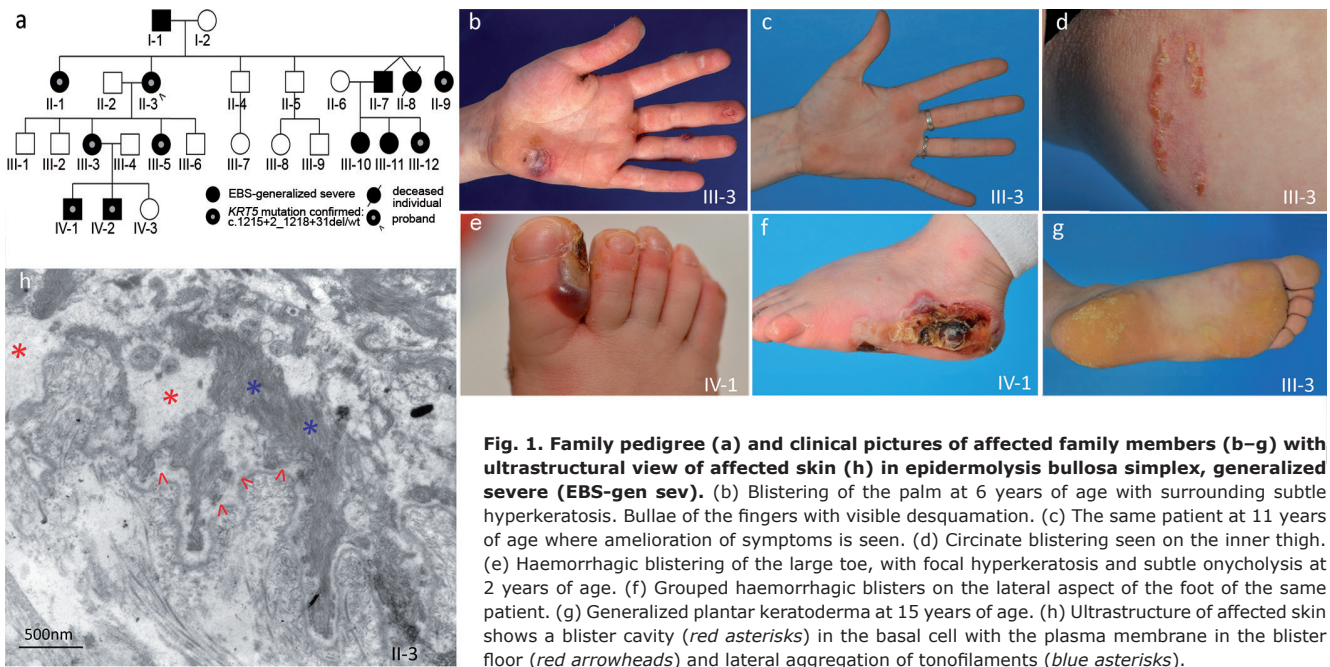 a
I-1 I-2
II-1 II-2 II-3 II-4 II-5 II-6 II-7 II-8 II-9
III-1 III-2 III-3 III-4 III-5 III-6 III-7 III-8 III-9 III-10 III-11 III-12
IV-1 IV-2 IV-3
EBS-generalized severe
KRT5 mutation confirmed:
c.1215+2_1218+31del/wt
deceased
individual
proband
b
III-3
c
III-3
d
III-3
e
IV-1
f
IV-1
g
III-3
h
* * * *
500nm
II-3
Fig. 1. Family pedigree (a) and clinical pictures of affected family members (b–g) with
ultrastructural view of affected skin (h) in epidermolysis bullosa simplex, generalized
severe (EBS-gen sev). (b) Blistering of the palm at 6 years of age with surrounding subtle
hyperkeratosis. Bullae of the fingers with visible desquamation. (c) The same patient at 11 years
of age where amelioration of symptoms is seen. (d) Circinate blistering seen on the inner thigh.
(e) Haemorrhagic blistering of the large toe, with focal hyperkeratosis and subtle onycholysis at
2 years of age. (f) Grouped haemorrhagic blisters on the lateral aspect of the foot of the same
patient. (g) Generalized plantar keratoderma at 15 years of age. (h) Ultrastructure of affected skin
shows a blister cavity (red asterisks) in the basal cell with the plasma membrane in the blister
floor (red arrowheads) and lateral aggregation of tonofilaments (blue asterisks).